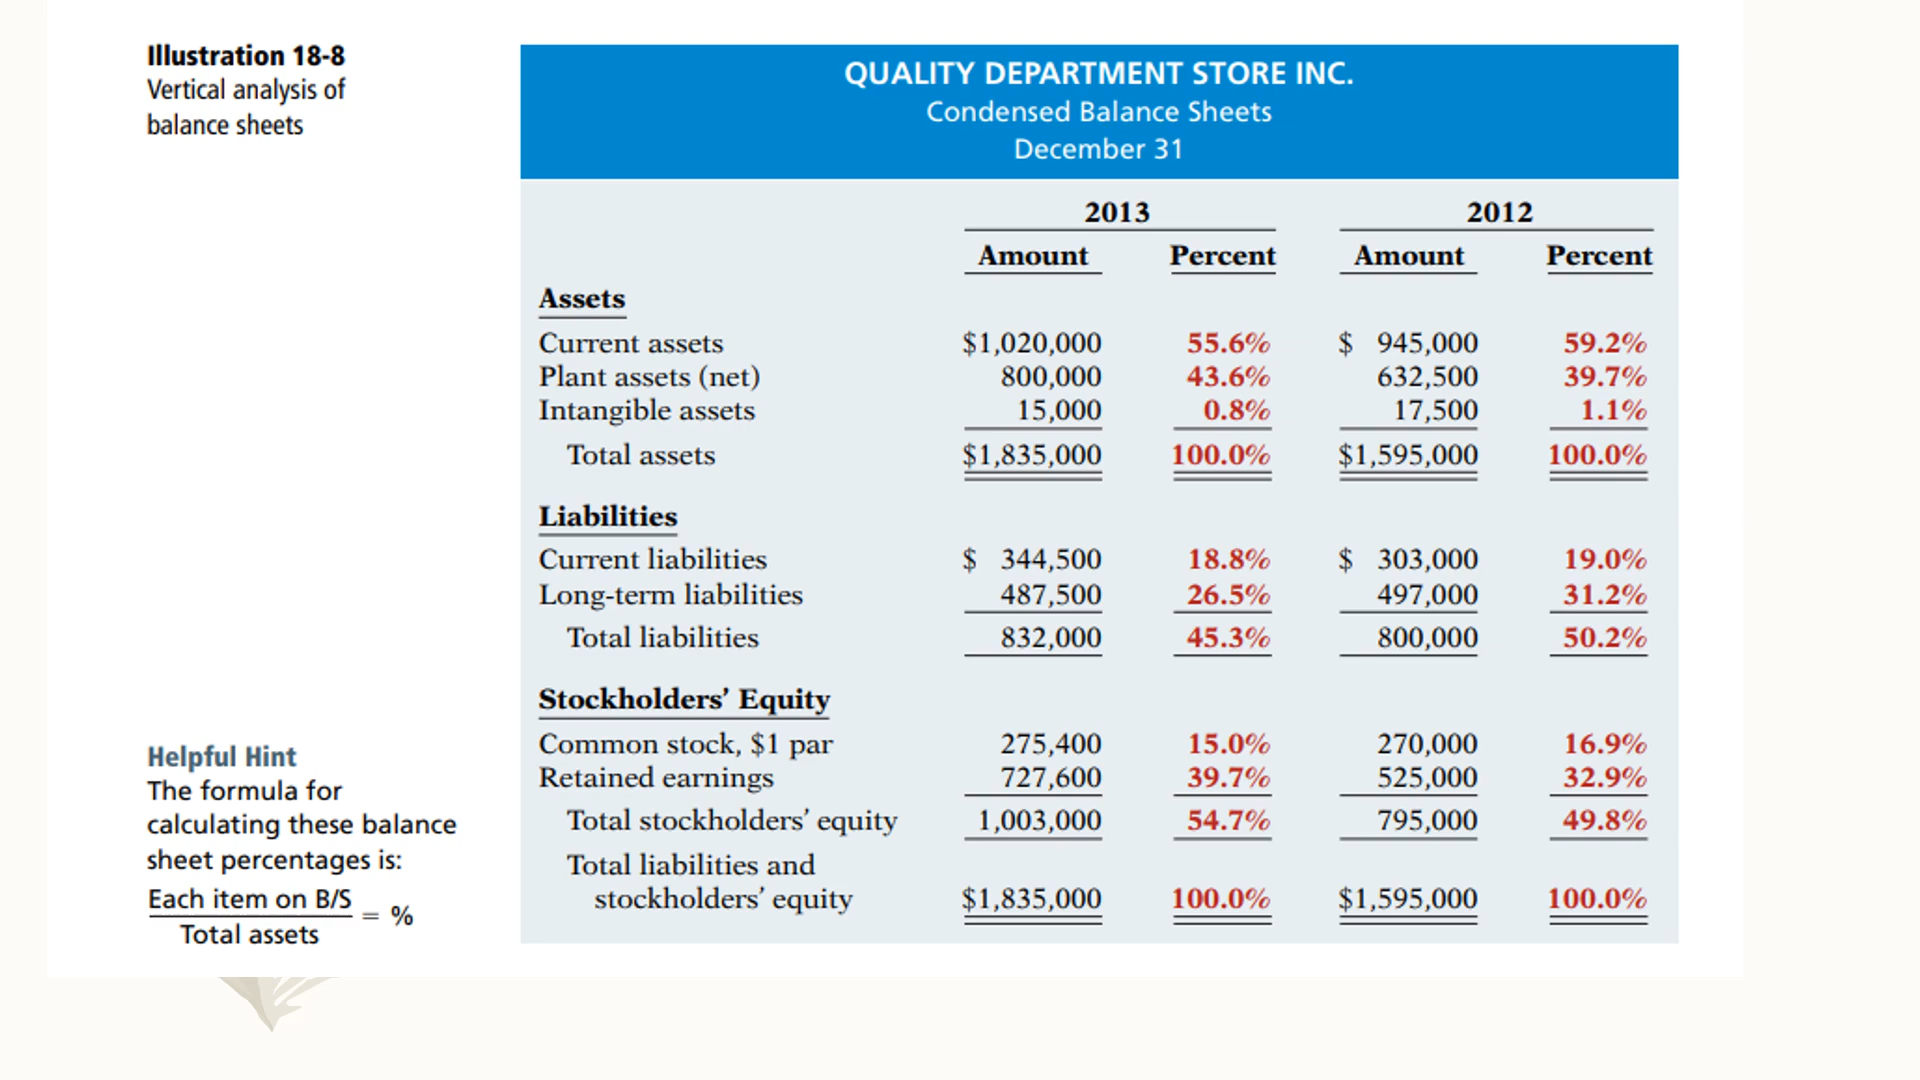 Illustration 18-8
Vertical analysis of
balance sheets
QUALITY DEPARTMENT STORE INC.
Condensed Balance Sheets
December 31
2013 2012
Amount Percent Amount Percent
Assets
Current assets $1,020,000 55.6% $ 945,000 59.2%
Plant assets (net) 800,000 43.6% 632,500 39.7%
Intangible assets 15,000 0.8% 17,500 1.1%
Total assets $1,835,000 100.0% $1,595,000 100.0%
Liabilities
Current liabilities $ 344,500 18.8% $ 303,000 19.0%
Long-term liabilities 487,500 26.5% 497,000 31.2%
Total liabilities 832,000 45.3% 800,000 50.2%
Stockholders’ Equity
Common stock, $1 par 275,400 15.0% 270,000 16.9%
Retained earnings 727,600 39.7% 525,000 32.9%
Total stockholders’ equity 1,003,000 54.7% 795,000 49.8%
Total liabilities and
stockholders’ equity $1,835,000 100.0% $1,595,000 100.0%
Helpful Hint
The formula for
calculating these balance
sheet percentages is:
Each item on B/S
= %
Total assets